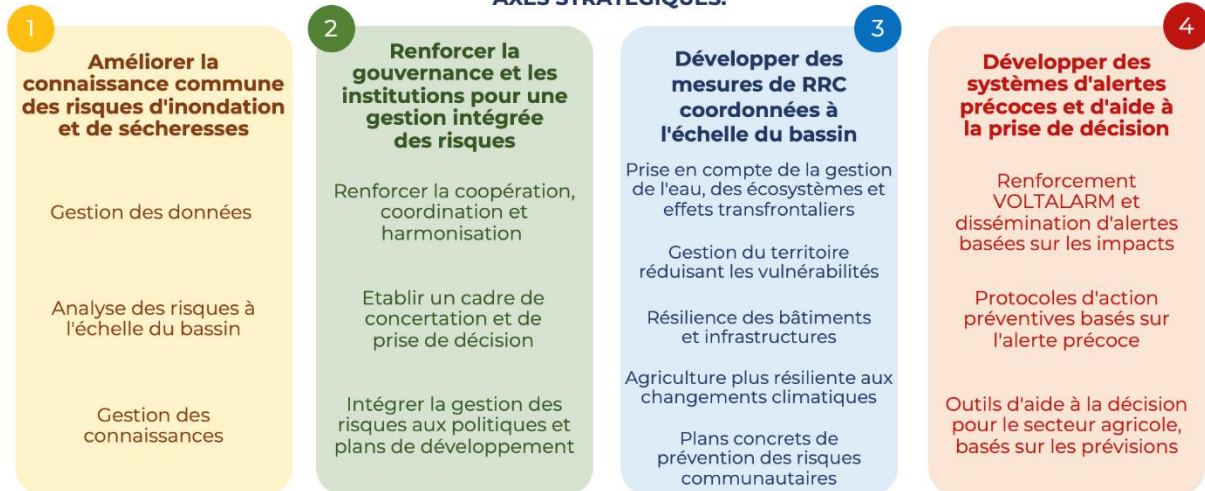 AXES STRATÉGIQUES:
1
Améliorer la
connaissance commune
des risques d'inondation
et de sécheresses
Gestion des données
Analyse des risques à
l'échelle du bassin
Gestion des
connaissances
2
Renforcer la
gouvernance et les
institutions pour une
gestion intégrée
des risques
Renforcer la coopération,
coordination et
harmonisation
Etablir un cadre de
concertation et de
prise de décision
Intégrer la gestion des
risques aux politiques et
plans de développement
3
Développer des
mesures de RRC
coordonnées à
l'échelle du bassin
Prise en compte de la gestion
de l'eau, des écosystèmes et
effets transfrontaliers
Gestion du territoire
réduisant les vulnérabilités
Résilience des bâtiments
et infrastructures
Agriculture plus résiliente aux
changements climatiques
Plans concrets de
prévention des risques
communautaires
4
Développer des
systèmes d'alertes
précoces et d'aide à
la prise de décision
Renforcement
VOLTALARM et
dissémination d'alertes
basées sur les impacts
Protocoles d'action
préventives basés sur
l'alerte précoce
Outils d'aide à la décision
pour le secteur agricole,
basés sur les prévisions